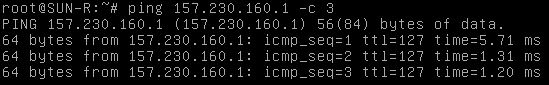 root@SUN-R:~# ping 157.230.160.1 -c 3
PING 157.230.160.1 (157.230.160.1) 56(84) bytes of data.
64 bytes from 157.230.160.1: icmp_seq=1 ttl=127 time=5.71 ms
64 bytes from 157.230.160.1: icmp_seq=2 ttl=127 time=1.31 ms
64 bytes from 157.230.160.1: icmp_seq=3 ttl=127 time=1.20 ms